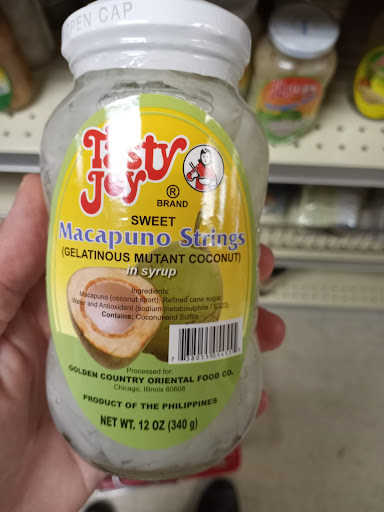 PEN CAP
Tasty
Joy
®
BRAND
SWEET
Macapuno Strings
(GELATINOUS MUTANT COCONUT)
in syrup
Ingredients:
Macapuno (coconut sport), Refined cane sugar,
Water and Antioxidant (sodium metabisulphite / E223).
Contains: Coconut and Sulfite
Processed for:
GOLDEN COUNTRY ORIENTAL FOOD CO.
Chicago, Illinois 60608
PRODUCT OF THE PHILIPPINES
NET WT. 12 OZ (340 g)